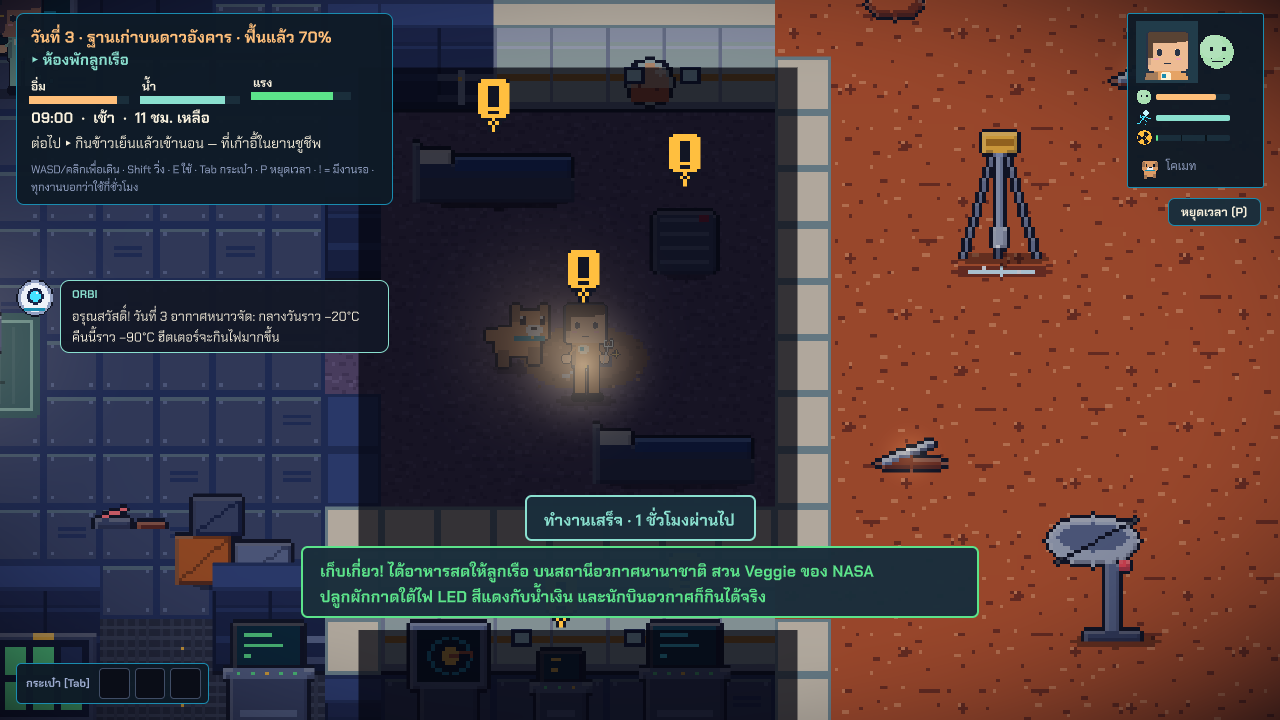 วันที่ 3 · ฐานเก่าบนดาวอังคาร · ฟื้นแล้ว 70%
▸ ห้องพักลูกเรือ
อิ่ม น้ำ แรง
09:00 · เช้า · 11 ชม. เหลือ
ต่อไป ▸ กินข้าวเย็นแล้วเข้านอน — ที่เก้าอี้ในยานชูชีพ
WASD/คลิกเพื่อเดิน · Shift วิ่ง · E ใช้ · Tab กระเป๋า · P หยุดเวลา · ! = มีงานรอ ·
ทุกงานบอกว่าใช้กี่ชั่วโมง
โคเมท
หยุดเวลา (P)
ORBI
อรุณสวัสดิ์! วันที่ 3 อากาศหนาวจัด: กลางวันราว –20°C
คืนนี้ราว –90°C ฮีตเตอร์จะกินไฟมากขึ้น
ทำงานเสร็จ · 1 ชั่วโมงผ่านไป
เก็บเกี่ยว! ได้อาหารสดให้ลูกเรือ บนสถานีอวกาศนานาชาติ สวน Veggie ของ NASA
ปลูกผักกาดใต้ไฟ LED สีแดงกับน้ำเงิน และนักบินอวกาศก็กินได้จริง
กระเป๋า [Tab]